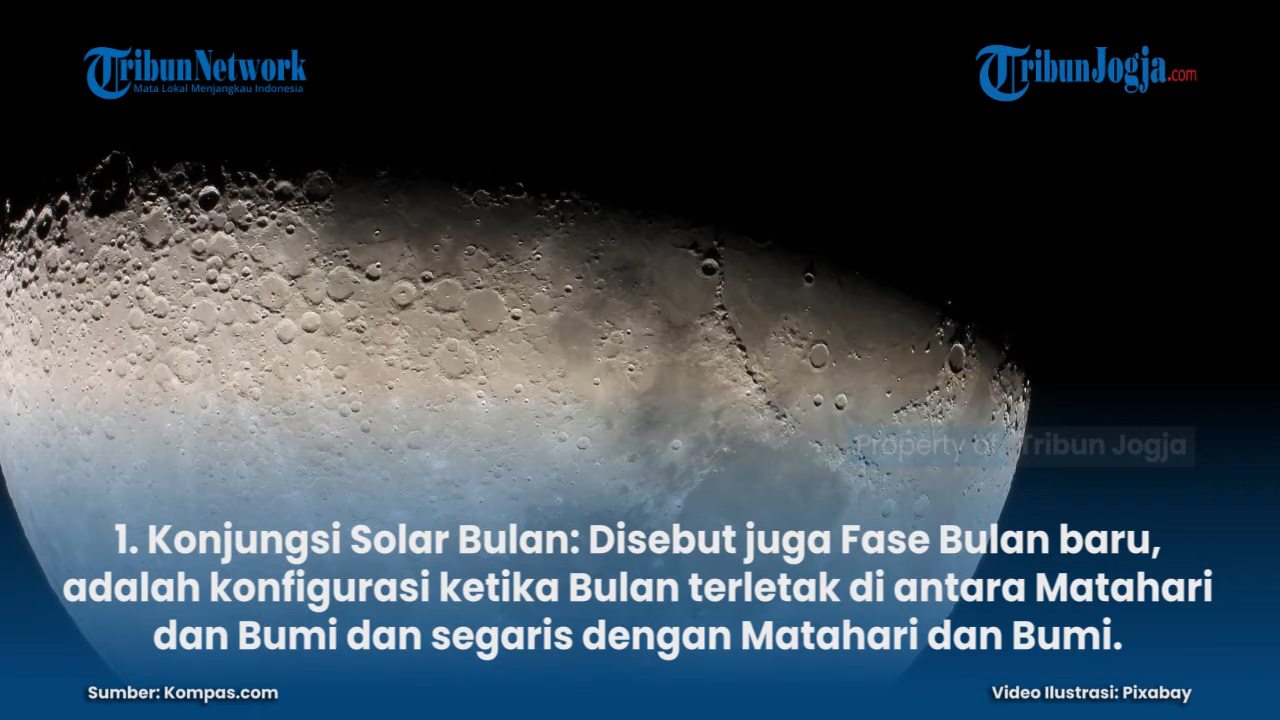 TribunNetwork
Mata Lokal Menjangkau Indonesia
TribunJogja.com
Property of Tribun Jogja
1. Konjungsi Solar Bulan: Disebut juga Fase Bulan baru,
adalah konfigurasi ketika Bulan terletak di antara Matahari
dan Bumi dan segaris dengan Matahari dan Bumi.
Sumber: Kompas.com
Video Ilustrasi: Pixabay